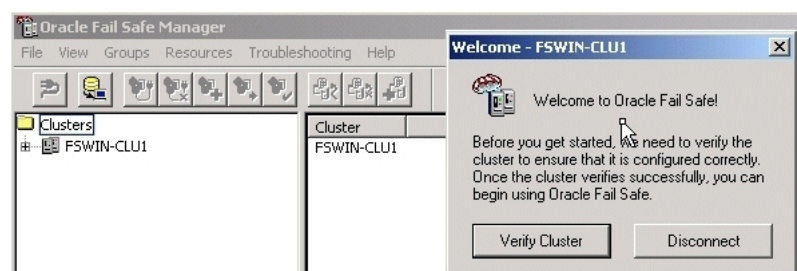 Oracle Fail Safe Manager
File View Groups Resources Troubleshooting Help
Clusters
FSWIN-CLU1
Cluster
FSWIN-CLU1
Welcome - FSWIN-CLU1
Welcome to Oracle Fail Safe!
Before you get started, we need to verify the
cluster to ensure that it is configured correctly.
Once the cluster verifies successfully, you can
begin using Oracle Fail Safe.
Verify Cluster
Disconnect